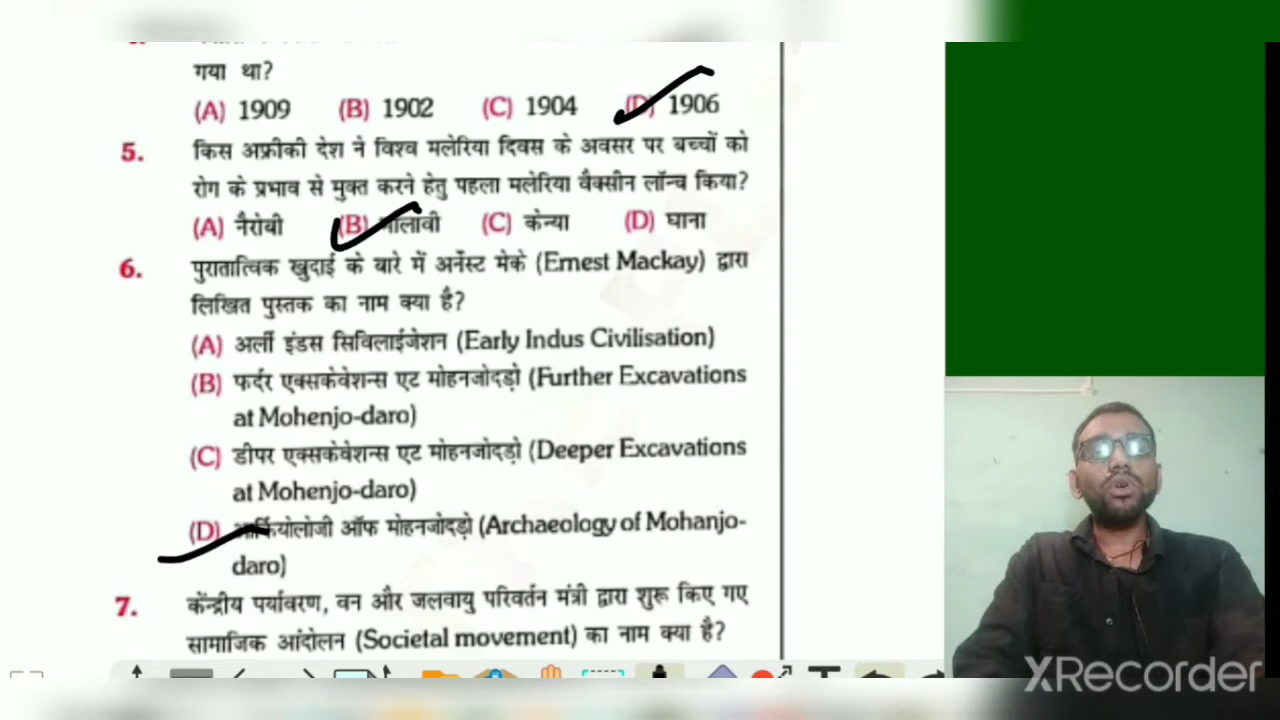 गया था?
(A) 1909 (B) 1902 (C) 1904 (D) 1906
5. किस अफ्रीकी देश ने विश्व मलेरिया दिवस के अवसर पर बच्चों को
रोग के प्रभाव से मुक्त करने हेतु पहला मलेरिया वैक्सीन लॉन्च किया?
(A) नैरोबी (B) मालावी (C) केन्या (D) घाना
6. पुरातात्विक खुदाई के बारे में अर्नेस्ट मेके (Ernest Mackay) द्वारा
लिखित पुस्तक का नाम क्या है?
(A) अर्ली इंडस सिविलाईजेशन (Early Indus Civilisation)
(B) फर्दर एक्सकेवेशन्स एट मोहनजोदड़ो (Further Excavations
at Mohenjo-daro)
(C) डीपर एक्सकेवेशन्स एट मोहनजोदड़ो (Deeper Excavations
at Mohenjo-daro)
(D) आर्कियोलोजी ऑफ मोहनजोदड़ो (Archaeology of Mohanjo-
daro)
7. केंन्द्रीय पर्यावरण, वन और जलवायु परिवर्तन मंत्री द्वारा शुरू किए गए
सामाजिक आंदोलन (Societal movement) का नाम क्या है?
XRecorder